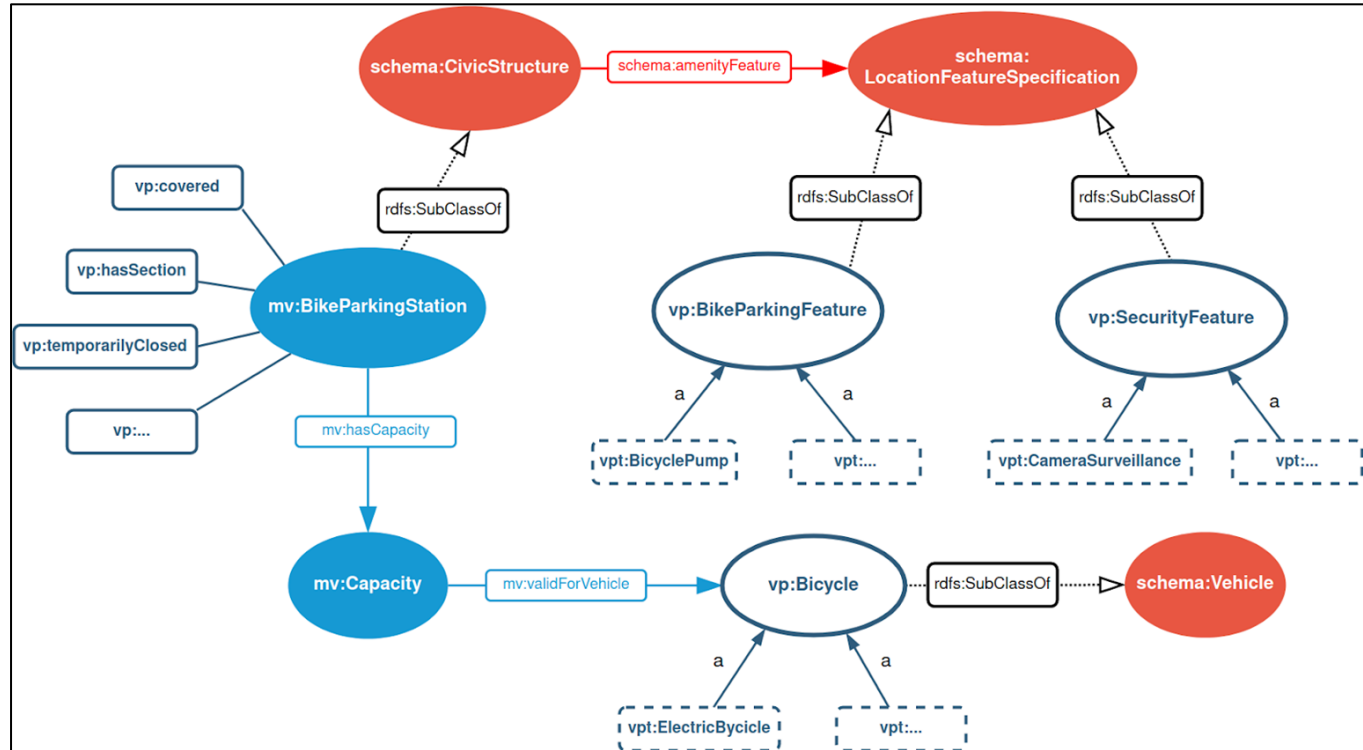 schema:CivicStructure
schema:amenityFeature
schema:
LocationFeatureSpecification
vp:covered
rdfs:SubClassOf
rdfs:SubClassOf
rdfs:SubClassOf
vp:hasSection
mv:BikeParkingStation
vp:BikeParkingFeature
vp:SecurityFeature
vp:temporarilyClosed
vp:...
mv:hasCapacity
a
a
a
a
vpt:BicyclePump
vpt:...
vpt:CameraSurveillance
vpt:...
mv:Capacity
mv:validForVehicle
vp:Bicycle
rdfs:SubClassOf
schema:Vehicle
a
a
vpt:ElectricBycicle
vpt:...